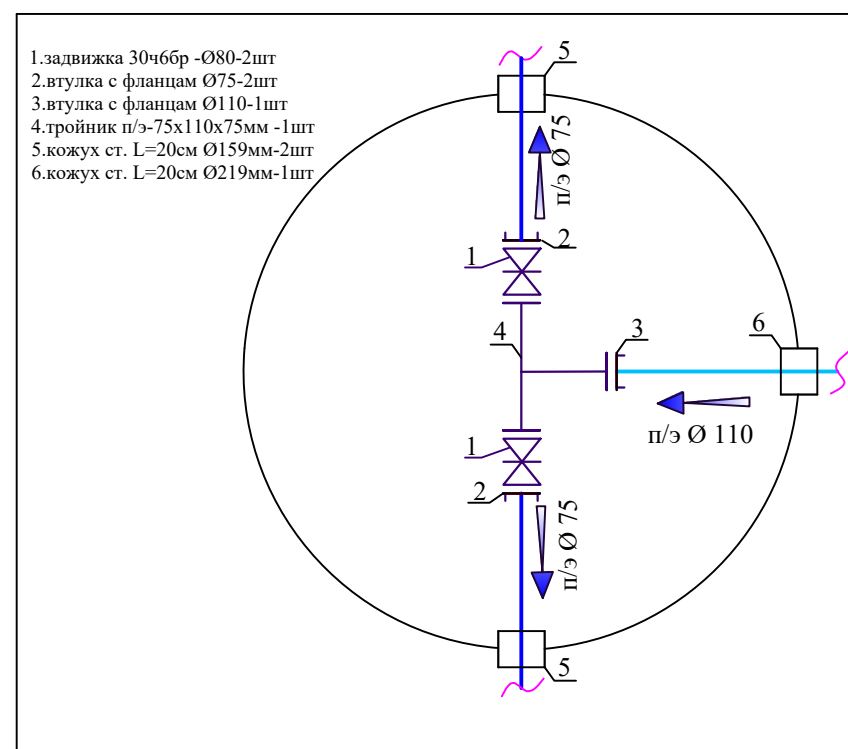 1.задвижка 30ч6бр -Ø80-2шт
2.втулка с фланцам Ø75-2шт
3.втулка с фланцам Ø110-1шт
4.тройник п/э-75х110х75мм -1шт
5.кожух ст. L=20см Ø159мм-2шт
6.кожух ст. L=20см Ø219мм-1шт
5
п/э Ø 75
2
1
4
3
6
п/э Ø 110
1
2
п/э Ø 75
5